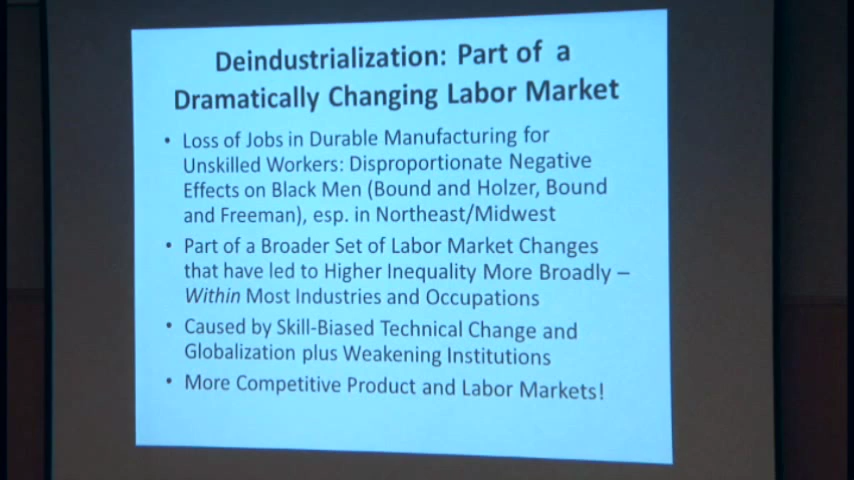 Deindustrialization: Part of a
Dramatically Changing Labor Market
• Loss of Jobs in Durable Manufacturing for
Unskilled Workers: Disproportionate Negative
Effects on Black Men (Bound and Holzer, Bound
and Freeman), esp. in Northeast/Midwest
• Part of a Broader Set of Labor Market Changes
that have led to Higher Inequality More Broadly –
Within Most Industries and Occupations
• Caused by Skill-Biased Technical Change and
Globalization plus Weakening Institutions
• More Competitive Product and Labor Markets!